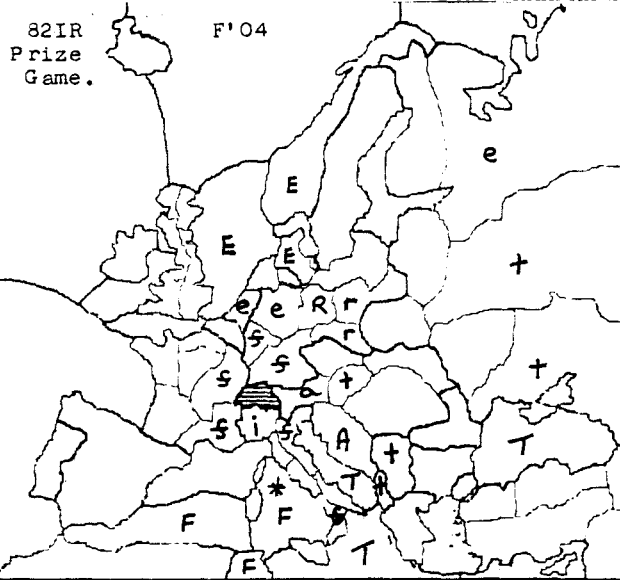 82IR F'04
Prize
Game.
E
e
E
E
t
e e R r
f r
f
f t t
a
f i f A t
T T
* t
F F
T
F